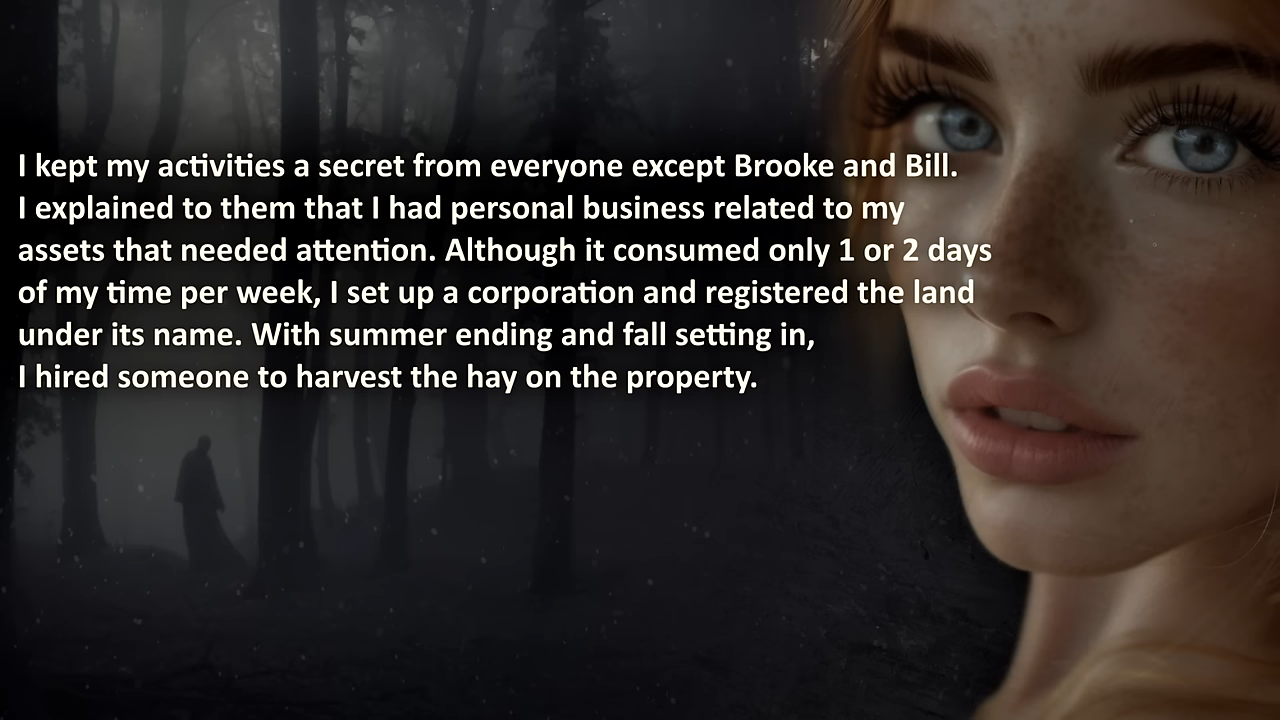 I kept my activities a secret from everyone except Brooke and Bill.
I explained to them that I had personal business related to my
assets that needed attention. Although it consumed only 1 or 2 days
of my time per week, I set up a corporation and registered the land
under its name. With summer ending and fall setting in,
I hired someone to harvest the hay on the property.